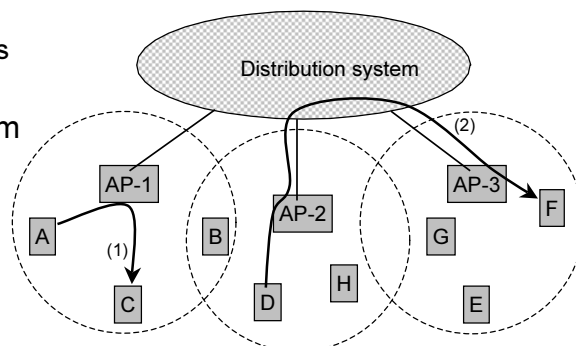 s
m
Distribution system
(2)
AP-1
AP-3
AP-2
F
A
B
G
(1)
C
D
H
E